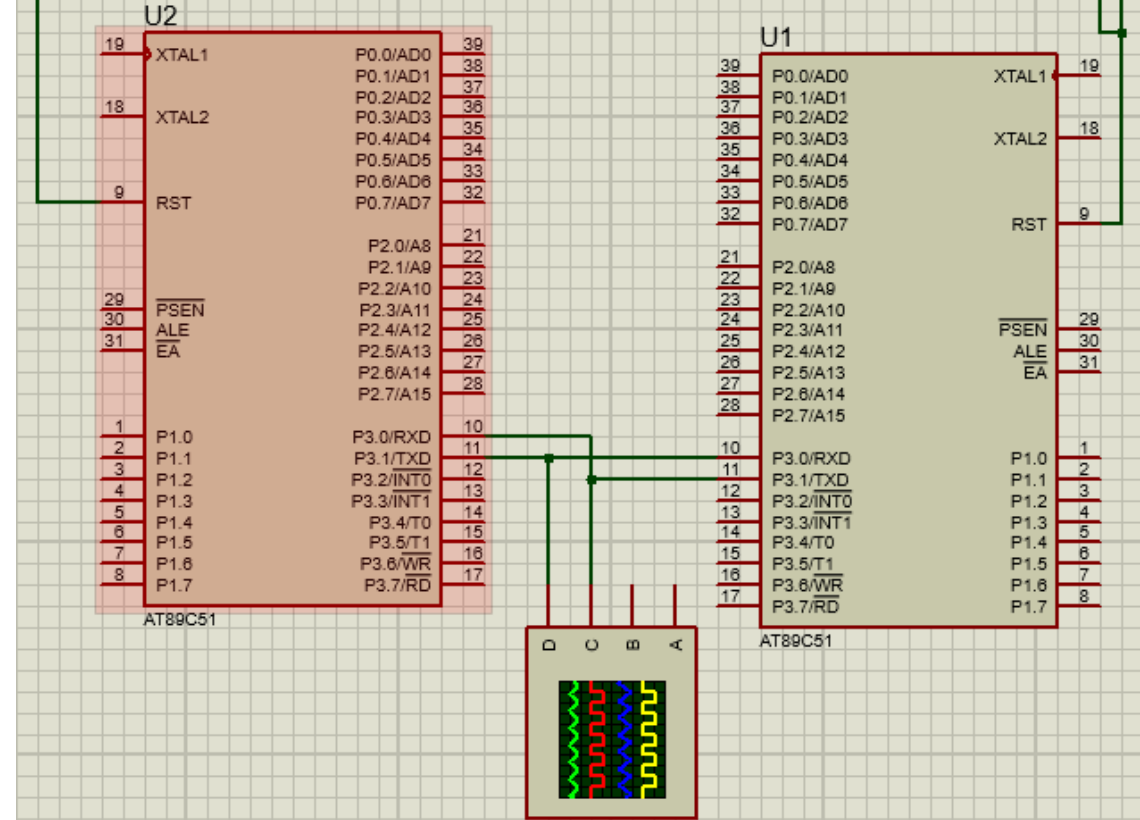 U2
19 XTAL1 P0.0/AD0 39
P0.1/AD1 38
P0.2/AD2 37
18 XTAL2 P0.3/AD3 36
P0.4/AD4 35
P0.5/AD5 34
P0.6/AD6 33
9 RST P0.7/AD7 32
P2.0/A8 21
P2.1/A9 22
P2.2/A10 23
29 PSEN P2.3/A11 24
30 ALE P2.4/A12 25
31 EA P2.5/A13 26
P2.6/A14 27
P2.7/A15 28
1 P1.0 P3.0/RXD 10
2 P1.1 P3.1/TXD 11
3 P1.2 P3.2/INT0 12
4 P1.3 P3.3/INT1 13
5 P1.4 P3.4/T0 14
6 P1.5 P3.5/T1 15
7 P1.6 P3.6/WR 16
8 P1.7 P3.7/RD 17
AT89C51
U1
39 P0.0/AD0 XTAL1 19
38 P0.1/AD1
37 P0.2/AD2
36 P0.3/AD3 XTAL2 18
35 P0.4/AD4
34 P0.5/AD5
33 P0.6/AD6
32 P0.7/AD7 RST 9
21 P2.0/A8
22 P2.1/A9
23 P2.2/A10
24 P2.3/A11 PSEN 29
25 P2.4/A12 ALE 30
26 P2.5/A13 EA 31
27 P2.6/A14
28 P2.7/A15
10 P3.0/RXD P1.0 1
11 P3.1/TXD P1.1 2
12 P3.2/INT0 P1.2 3
13 P3.3/INT1 P1.3 4
14 P3.4/T0 P1.4 5
15 P3.5/T1 P1.5 6
16 P3.6/WR P1.6 7
17 P3.7/RD P1.7 8
AT89C51
D C B A